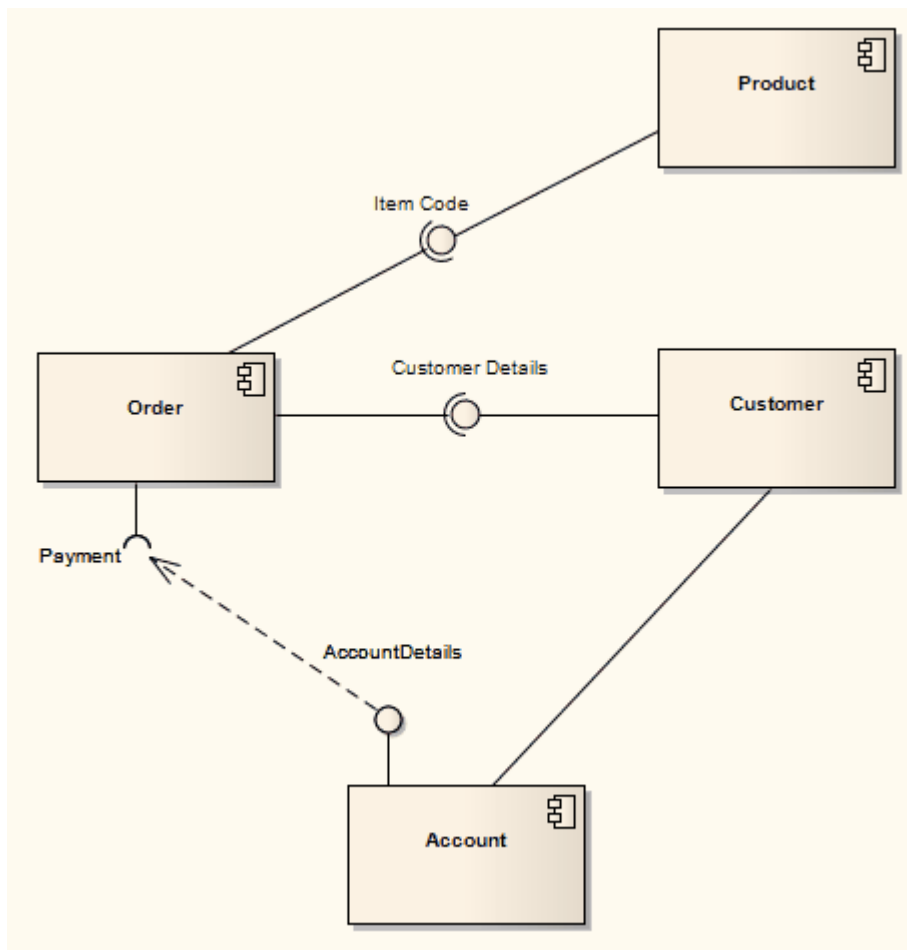 Product
Item Code
Customer Details
Order
Customer
Payment
AccountDetails
Account